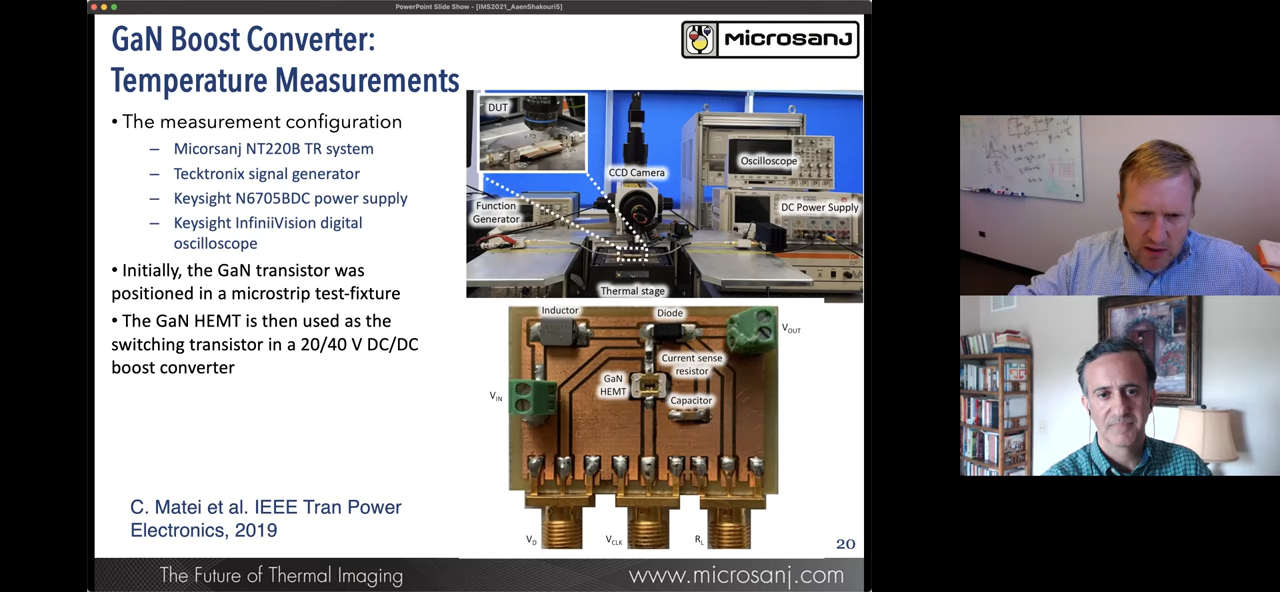 PowerPoint Slide Show - [IMS2021_AaenShakouri5]
GaN Boost Converter:
Temperature Measurements
MICROSANJ
• The measurement configuration
– Micorsanj NT220B TR system
– Tecktronix signal generator
– Keysight N6705BDC power supply
– Keysight InfiniiVision digital
oscilloscope
• Initially, the GaN transistor was
positioned in a microstrip test-fixture
• The GaN HEMT is then used as the
switching transistor in a 20/40 V DC/DC
boost converter
DUT
CCD Camera
Oscilloscope
Function
Generator
DC Power Supply
Thermal stage
Inductor
Diode
VOUT
Current sense
resistor
GaN
HEMT
Capacitor
VIN
VD
VCLK
RL
C. Matei et al. IEEE Tran Power
Electronics, 2019
20
The Future of Thermal Imaging
www.microsanj.com